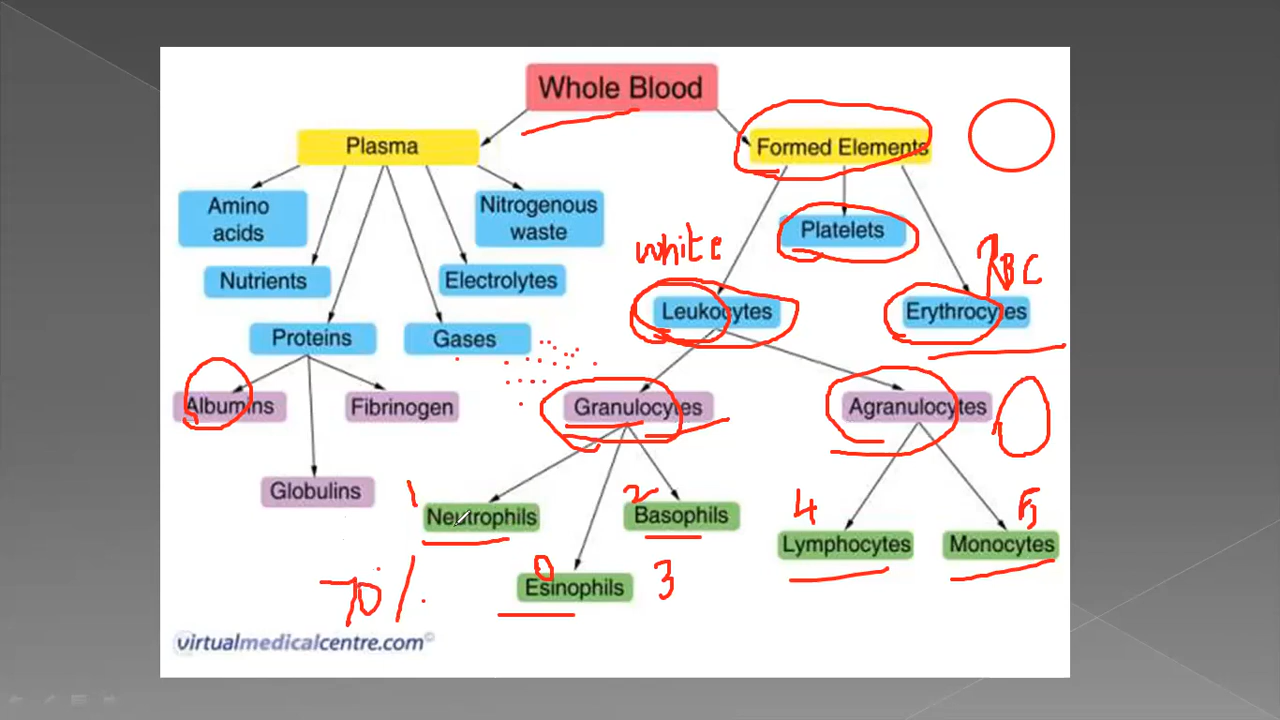 Whole Blood
Plasma
Formed Elements
Amino
acids
Nitrogenous
waste
Platelets
white
RBC
Nutrients
Electrolytes
Leukocytes
Erythrocytes
Proteins
Gases
Albumins
Fibrinogen
Granulocytes
Agranulocytes
Globulins
1
2
4
5
Neutrophils
Basophils
Lymphocytes
Monocytes
70%
0
Esinophils
3
virtualmedicalcentre.com©